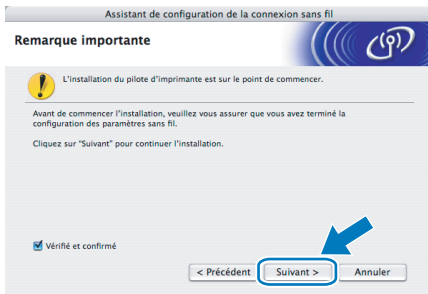 Assistant de configuration de la connexion sans fil
Remarque importante
L'installation du pilote d'imprimante est sur le point de commencer.
Avant de commencer l'installation, veuillez vous assurer que vous avez terminé la
configuration des paramètres sans fil.
Cliquez sur "Suivant" pour continuer l'installation.
Vérifié et confirmé
< Précédent
Suivant >
Annuler